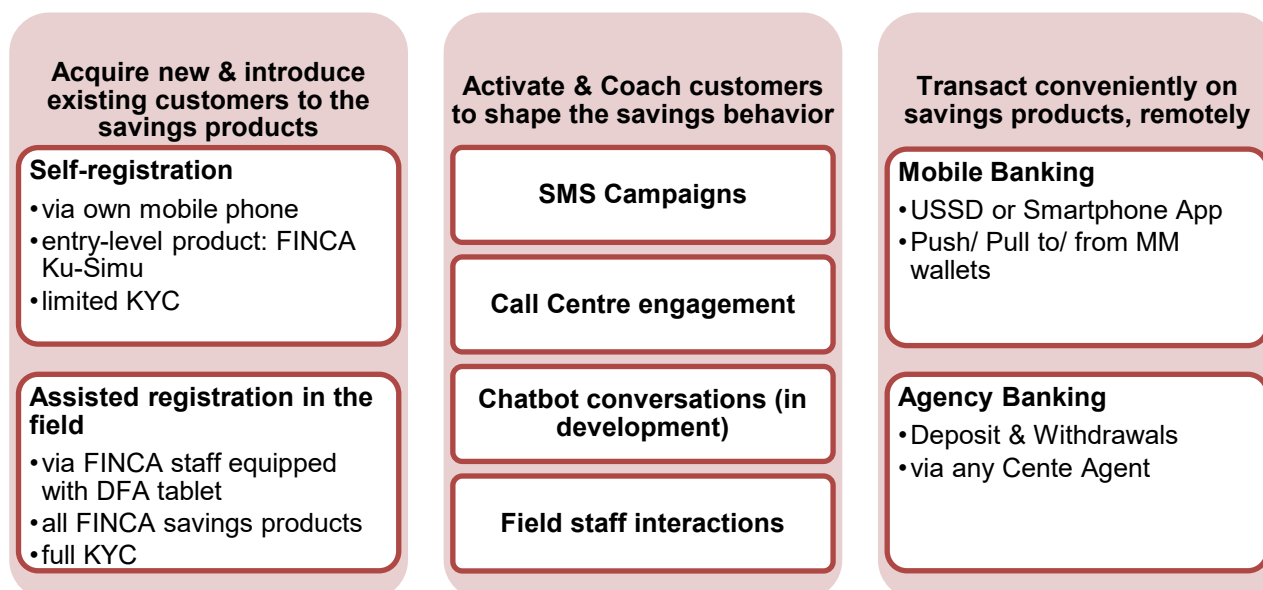 Acquire new & introduce
existing customers to the
savings products
Self-registration
•via own mobile phone
•entry-level product: FINCA
Ku-Simu
•limited KYC
Assisted registration in the
field
•via FINCA staff equipped
with DFA tablet
•all FINCA savings products
•full KYC
Activate & Coach customers
to shape the savings behavior
SMS Campaigns
Call Centre engagement
Chatbot conversations (in
development)
Field staff interactions
Transact conveniently on
savings products, remotely
Mobile Banking
•USSD or Smartphone App
•Push/ Pull to/ from MM
wallets
Agency Banking
•Deposit & Withdrawals
•via any Cente Agent